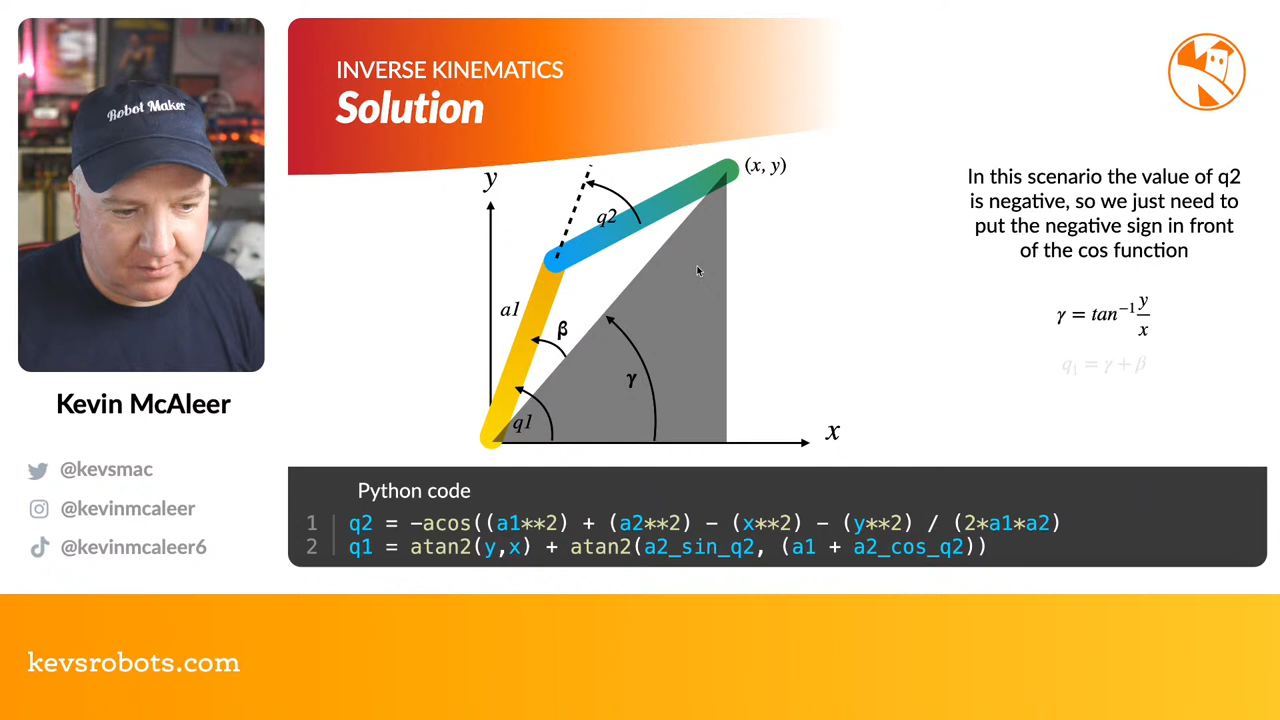 Robot Maker
Kevin McAleer
@kevsmac
@kevinmcaleer
@kevinmcaleer6
INVERSE KINEMATICS
Solution
y
(x, y)
q2
a1
β
γ
q1
x
In this scenario the value of q2
is negative, so we just need to
put the negative sign in front
of the cos function
γ = tan⁻¹ y/x
q₁ = γ + β
Python code
1 q2 = −acos((a1**2) + (a2**2) − (x**2) − (y**2) / (2*a1*a2)
2 q1 = atan2(y,x) + atan2(a2_sin_q2, (a1 + a2_cos_q2))
kevsrobots.com